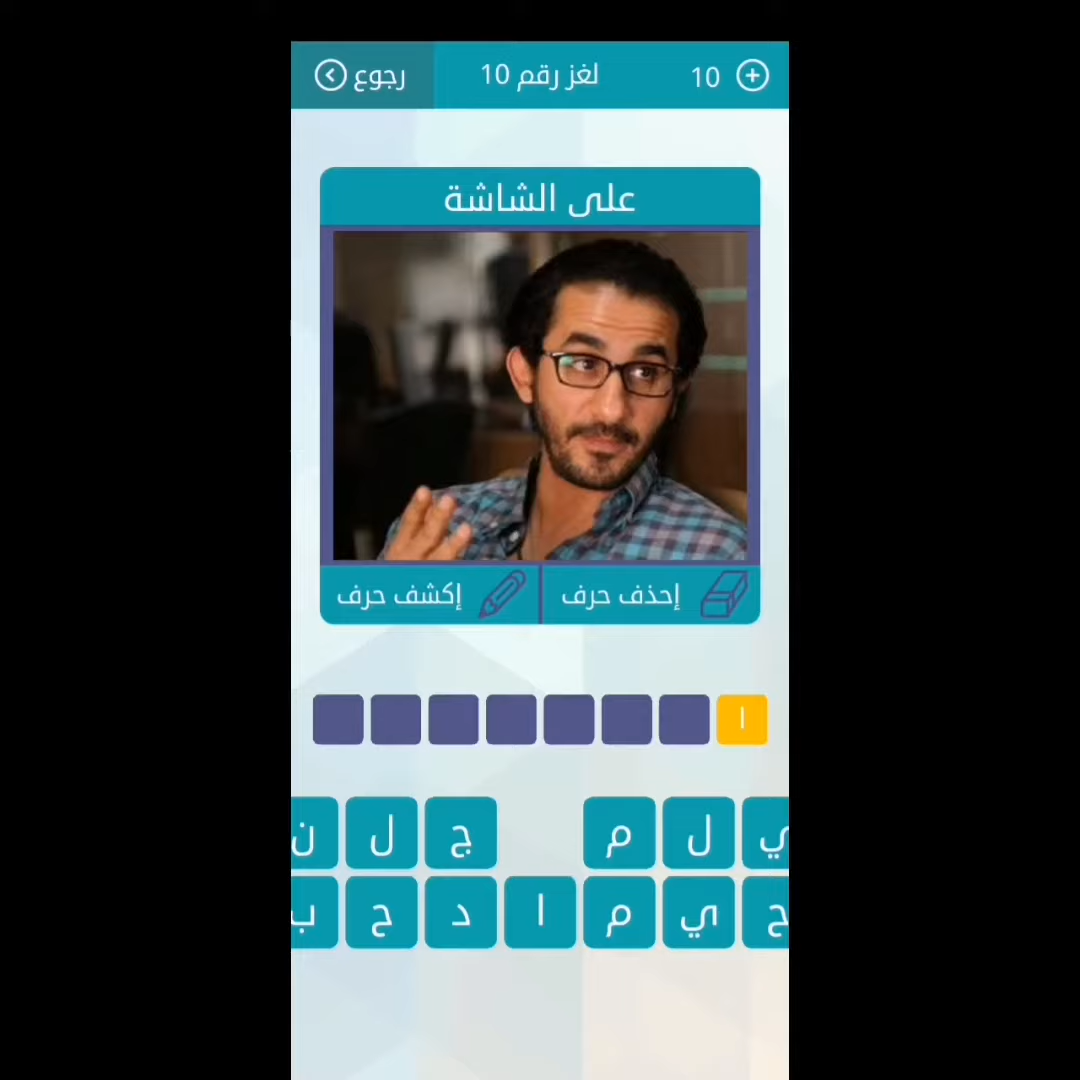 10 لغز رقم 10 رجوع
على الشاشة
إحذف حرف إكشف حرف
ا
ي ل م ج ل ن
ح ي م ا د ح ب